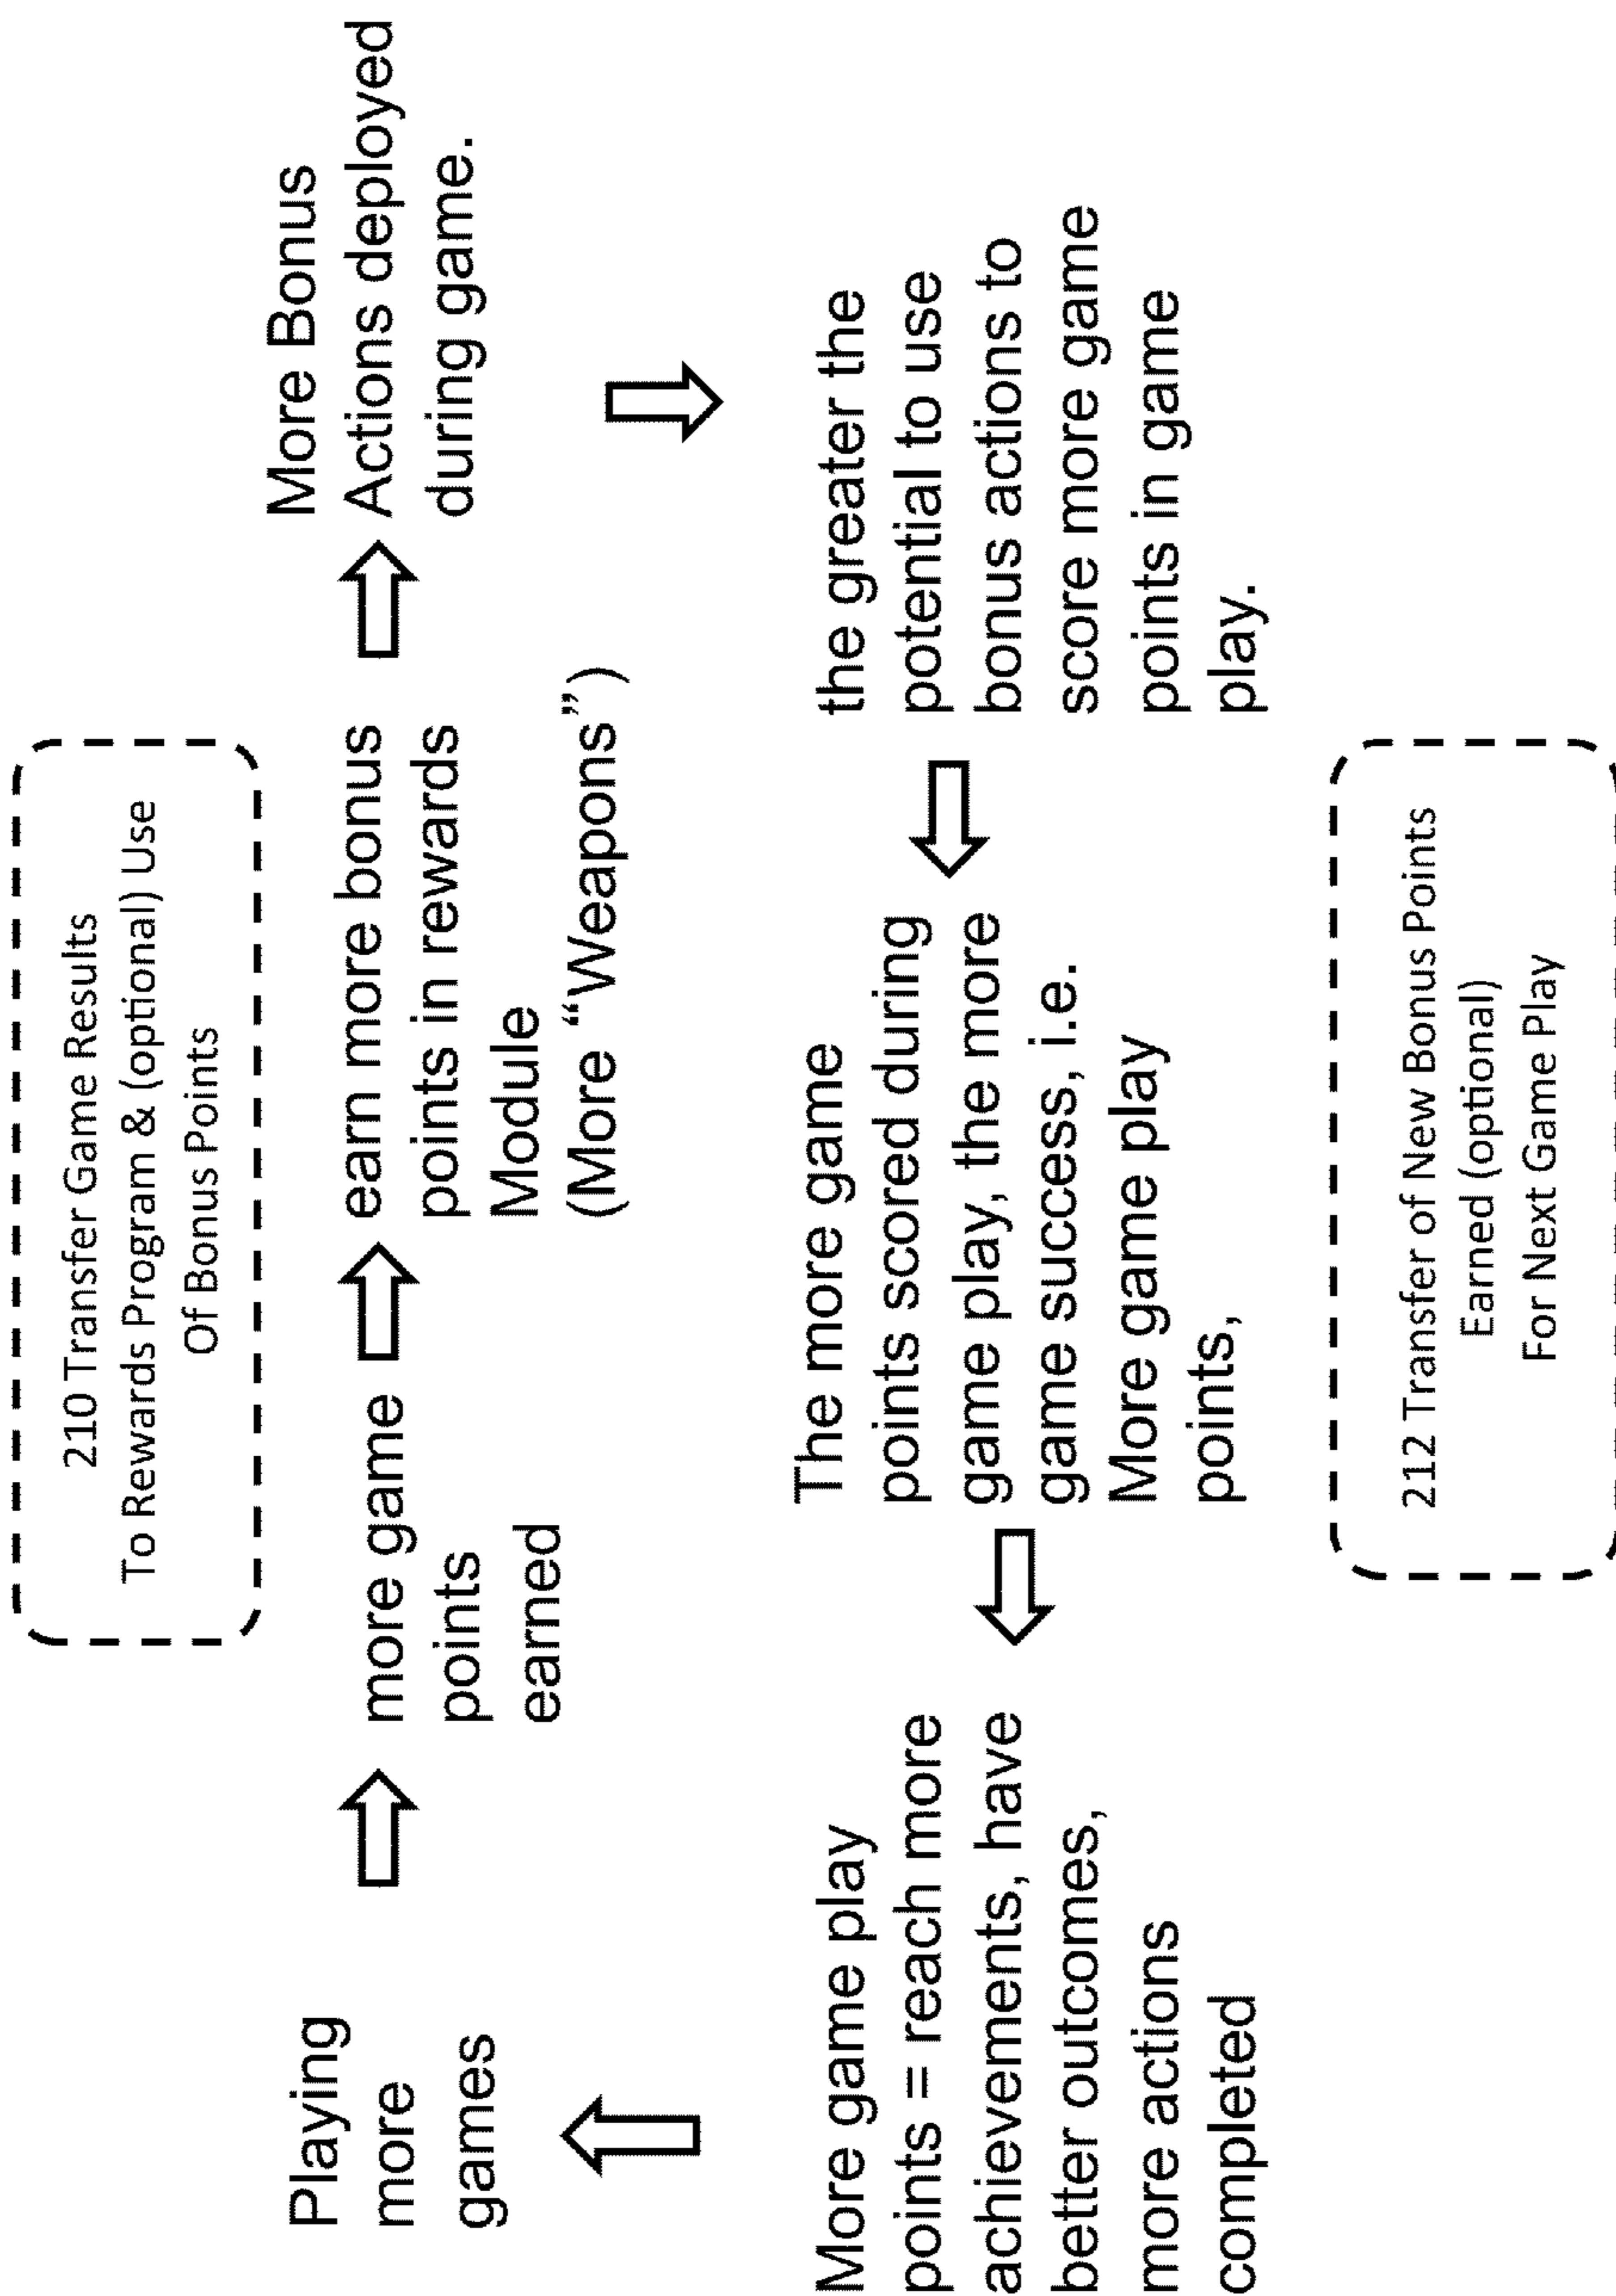 210 Transfer Game Results
To Rewards Program & (optional) Use
Of Bonus Points
Playing
more
games
more game
points
earned
earn more bonus
points in rewards
Module
(More “Weapons”)
More Bonus
Actions deployed
during game.
the greater the
potential to use
bonus actions to
score more game
points in game
play.
The more game
points scored during
game play, the more
game success, i.e.
More game play
points,
More game play
points = reach more
achievements, have
better outcomes,
more actions
completed
212 Transfer of New Bonus Points
Earned (optional)
For Next Game Play